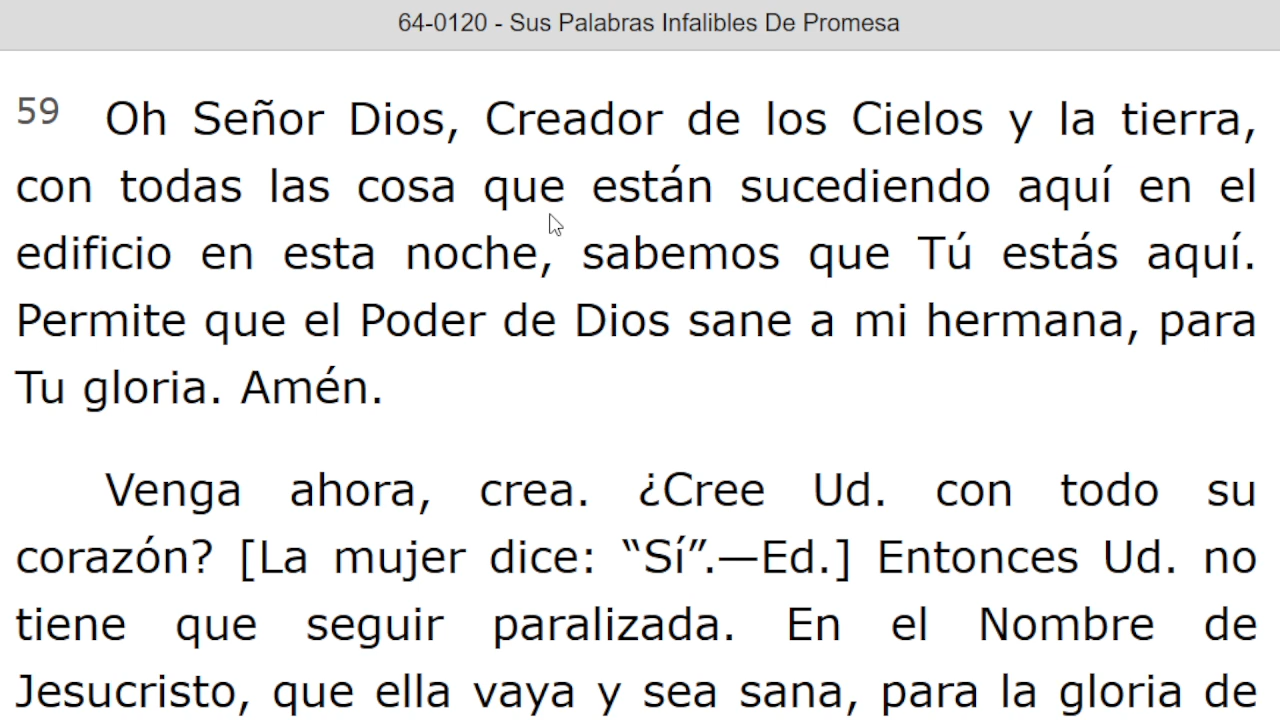 64-0120 - Sus Palabras Infalibles De Promesa
59 Oh Señor Dios, Creador de los Cielos y la tierra,
con todas las cosa que están sucediendo aquí en el
edificio en esta noche, sabemos que Tú estás aquí.
Permite que el Poder de Dios sane a mi hermana, para
Tu gloria. Amén.
Venga ahora, crea. ¿Cree Ud. con todo su
corazón? [La mujer dice: “Sí”.—Ed.] Entonces Ud. no
tiene que seguir paralizada. En el Nombre de
Jesucristo, que ella vaya y sea sana, para la gloria de